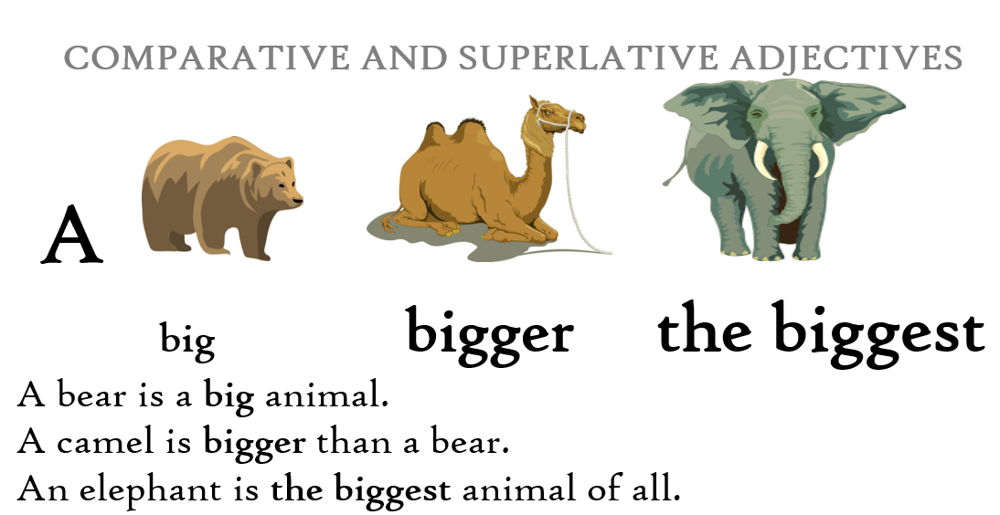 COMPARATIVE AND SUPERLATIVE ADJECTIVES
A
big bigger the biggest
A bear is a big animal.
A camel is bigger than a bear.
An elephant is the biggest animal of all.